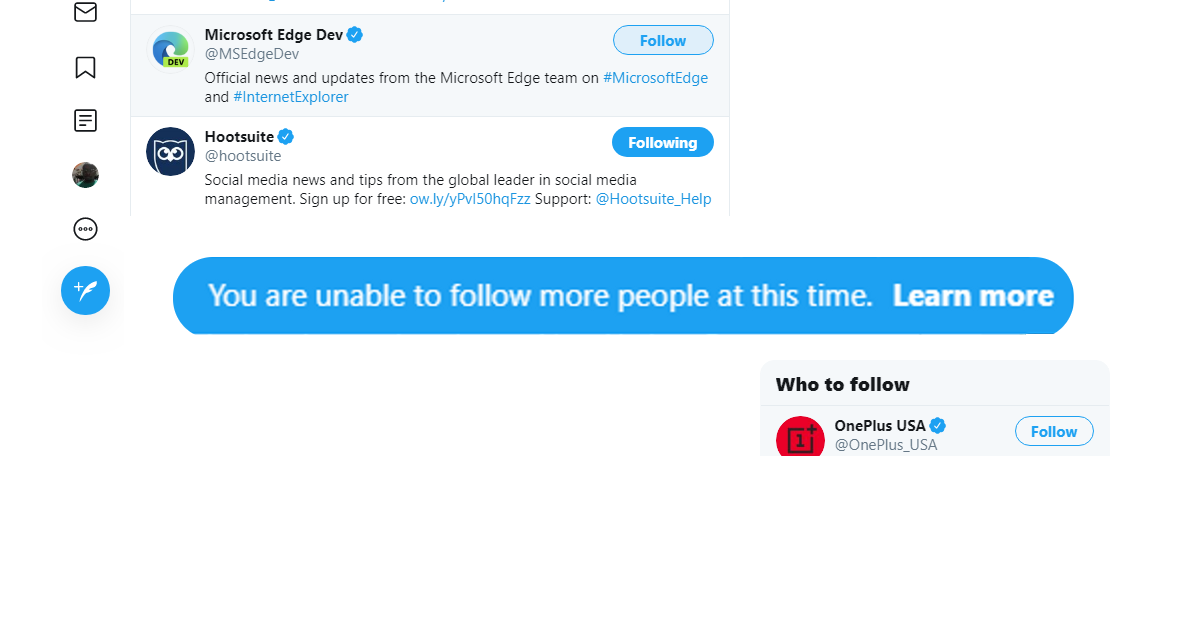 Microsoft Edge Dev
Follow
@MSEdgeDev
DEV
Official news and updates from the Microsoft Edge team on #MicrosoftEdge
and #InternetExplorer
Hootsuite
Following
@hootsuite
Social media news and tips from the global leader in social media
management. Sign up for free: ow.ly/yPvI50hqFzz Support: @Hootsuite_Help
You are unable to follow more people at this time. Learn more
Who to follow
OnePlus USA
Follow
@OnePlus_USA
1+